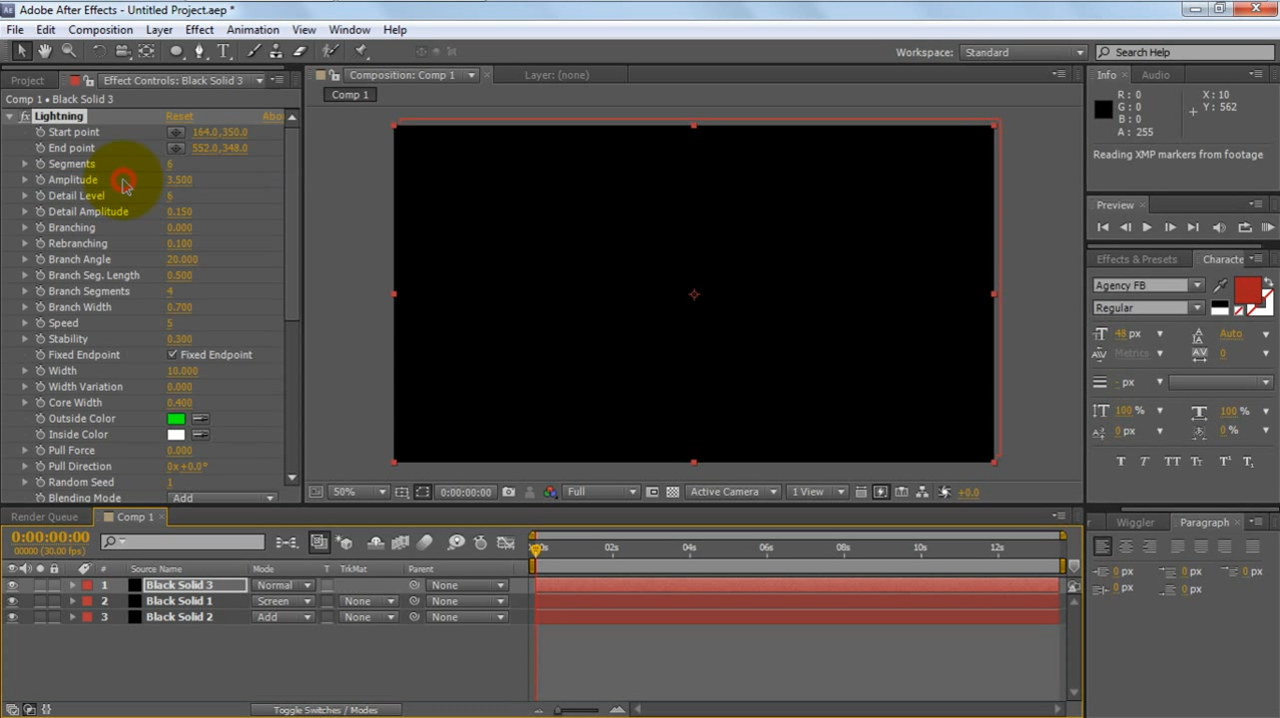 Adobe After Effects - Untitled Project.aep *
File Edit Composition Layer Effect Animation View Window Help
Workspace: Standard Search Help
Project Effect Controls: Black Solid 3 Composition: Comp 1 Layer: (none) Info Audio
Comp 1 • Black Solid 3 Comp 1
fx Lightning Reset Abo
Start point 164.0,350.0
End point 552.0,348.0
Segments 6
Amplitude 3.500
Detail Level 6
Detail Amplitude 0.150
Branching 0.000
Rebranching 0.100
Branch Angle 20.000
Branch Seg. Length 0.500
Branch Segments 4
Branch Width 0.700
Speed 5
Stability 0.300
Fixed Endpoint Fixed Endpoint
Width 10.000
Width Variation 0.000
Core Width 0.400
Outside Color
Inside Color
Pull Force 0.000
Pull Direction 0x+0.0°
Random Seed 1
Blending Mode Add
R: 0 X: 10
G: 0 Y: 562
B: 0
A: 255
Reading XMP markers from footage
Preview
Effects & Presets Characte
Agency FB
Regular
48 px Auto
Metrics 0
- px
100 % 100 %
0 px 0 %
T T TT Tт T¹ T₁
50% 0:00:00:00 Full Active Camera 1 View +0.0
Render Queue Comp 1 Wiggler Paragraph
0:00:00:00
00000 (30.00 fps) 02s 04s 06s 08s 10s 12s
# Source Name Mode T TrkMat Parent
1 Black Solid 3 Normal None
2 Black Solid 1 Screen None None
3 Black Solid 2 Add None None
0 px 0 px 0 px
0 px 0 px
Toggle Switches / Modes